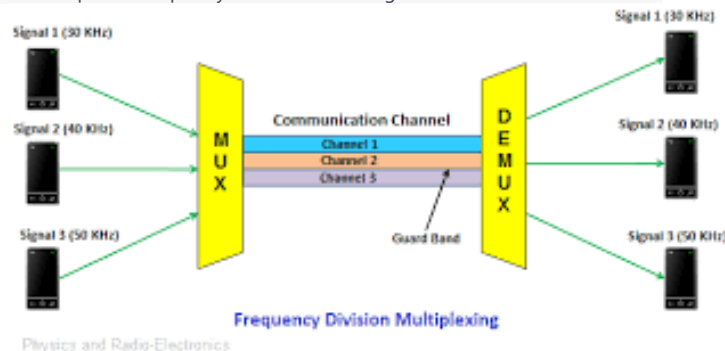 Signal 1 (30 KHz)
Signal 1 (30 KHz)
Signal 2 (40 KHz)
Signal 2 (40 KHz)
Signal 3 (50 KHz)
Signal 3 (50 KHz)
MUX
Communication Channel
Channel 1
Channel 2
Channel 3
Guard Band
DEMUX
Frequency Division Multiplexing
Physics and Radio-Electronics